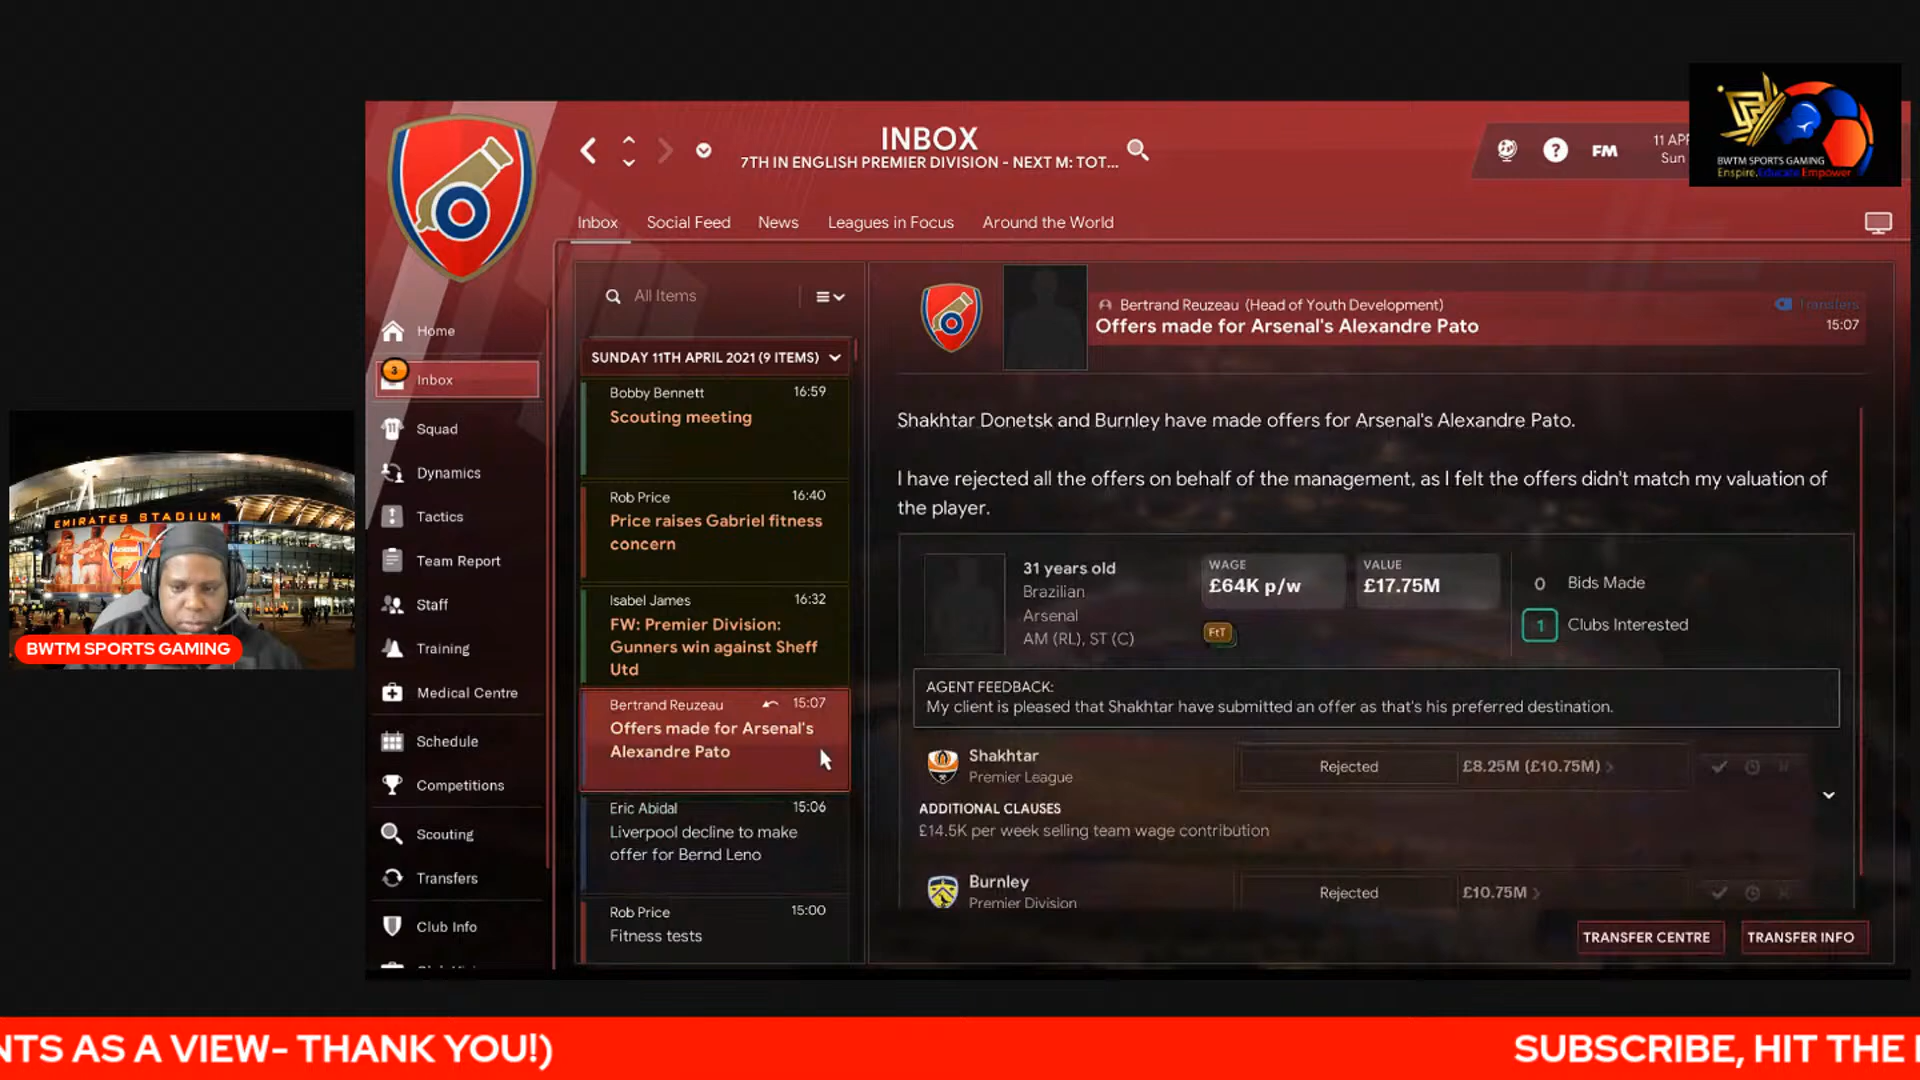 INBOX
7TH IN ENGLISH PREMIER DIVISION - NEXT M: TOT...
FM
11 APR
Sun
BWTM SPORTS GAMING
Enspire.Educate Empower
Inbox
Social Feed
News
Leagues in Focus
Around the World
Home
3
Inbox
Squad
Dynamics
Tactics
Team Report
Staff
Training
Medical Centre
Schedule
Competitions
Scouting
Transfers
Club Info
All Items
SUNDAY 11TH APRIL 2021 (9 ITEMS)
Bobby Bennett 16:59
Scouting meeting
Rob Price 16:40
Price raises Gabriel fitness
concern
Isabel James 16:32
FW: Premier Division:
Gunners win against Sheff
Utd
Bertrand Reuzeau 15:07
Offers made for Arsenal's
Alexandre Pato
Eric Abidal 15:06
Liverpool decline to make
offer for Bernd Leno
Rob Price 15:00
Fitness tests
Bertrand Reuzeau (Head of Youth Development)
Transfers
Offers made for Arsenal's Alexandre Pato
15:07
Shakhtar Donetsk and Burnley have made offers for Arsenal's Alexandre Pato.
I have rejected all the offers on behalf of the management, as I felt the offers didn't match my valuation of
the player.
31 years old
Brazilian
Arsenal
AM (RL), ST (C)
WAGE
£64K p/w
VALUE
£17.75M
FtT
0 Bids Made
1 Clubs Interested
AGENT FEEDBACK:
My client is pleased that Shakhtar have submitted an offer as that's his preferred destination.
Shakhtar
Premier League
Rejected
£8.25M (£10.75M)
ADDITIONAL CLAUSES
£14.5K per week selling team wage contribution
Burnley
Premier Division
Rejected
£10.75M
TRANSFER CENTRE
TRANSFER INFO
EMIRATES STADIUM
Arsenal
BWTM SPORTS GAMING
NTS AS A VIEW- THANK YOU!)
SUBSCRIBE, HIT THE